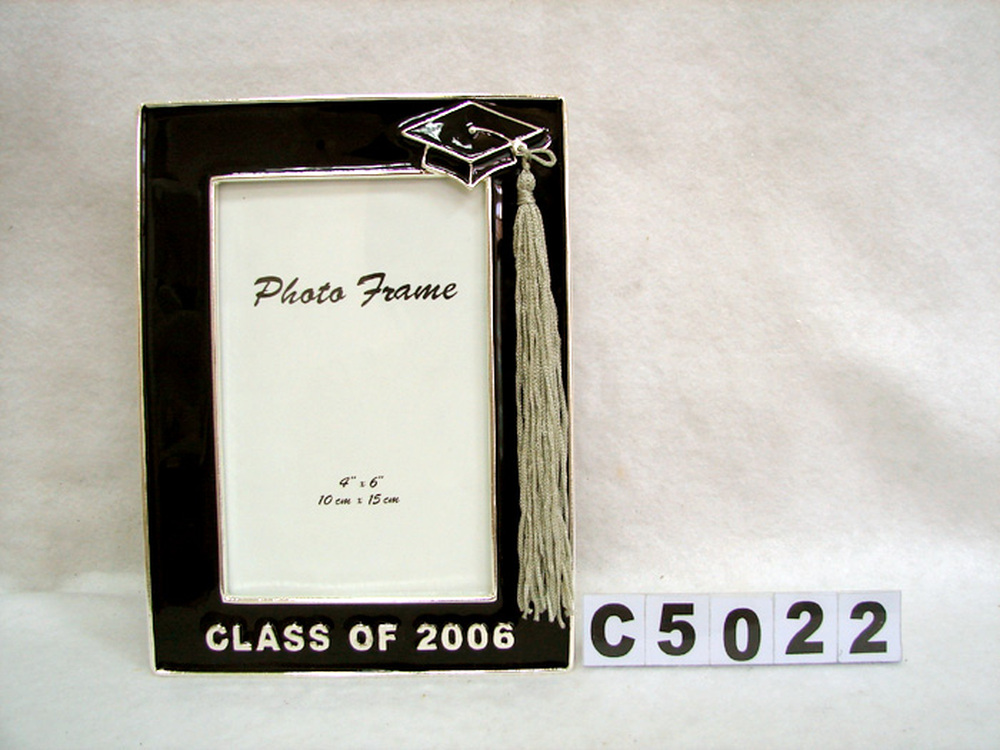 Photo Frame
4" x 6"
10 cm x 15 cm
CLASS OF 2006
C5022